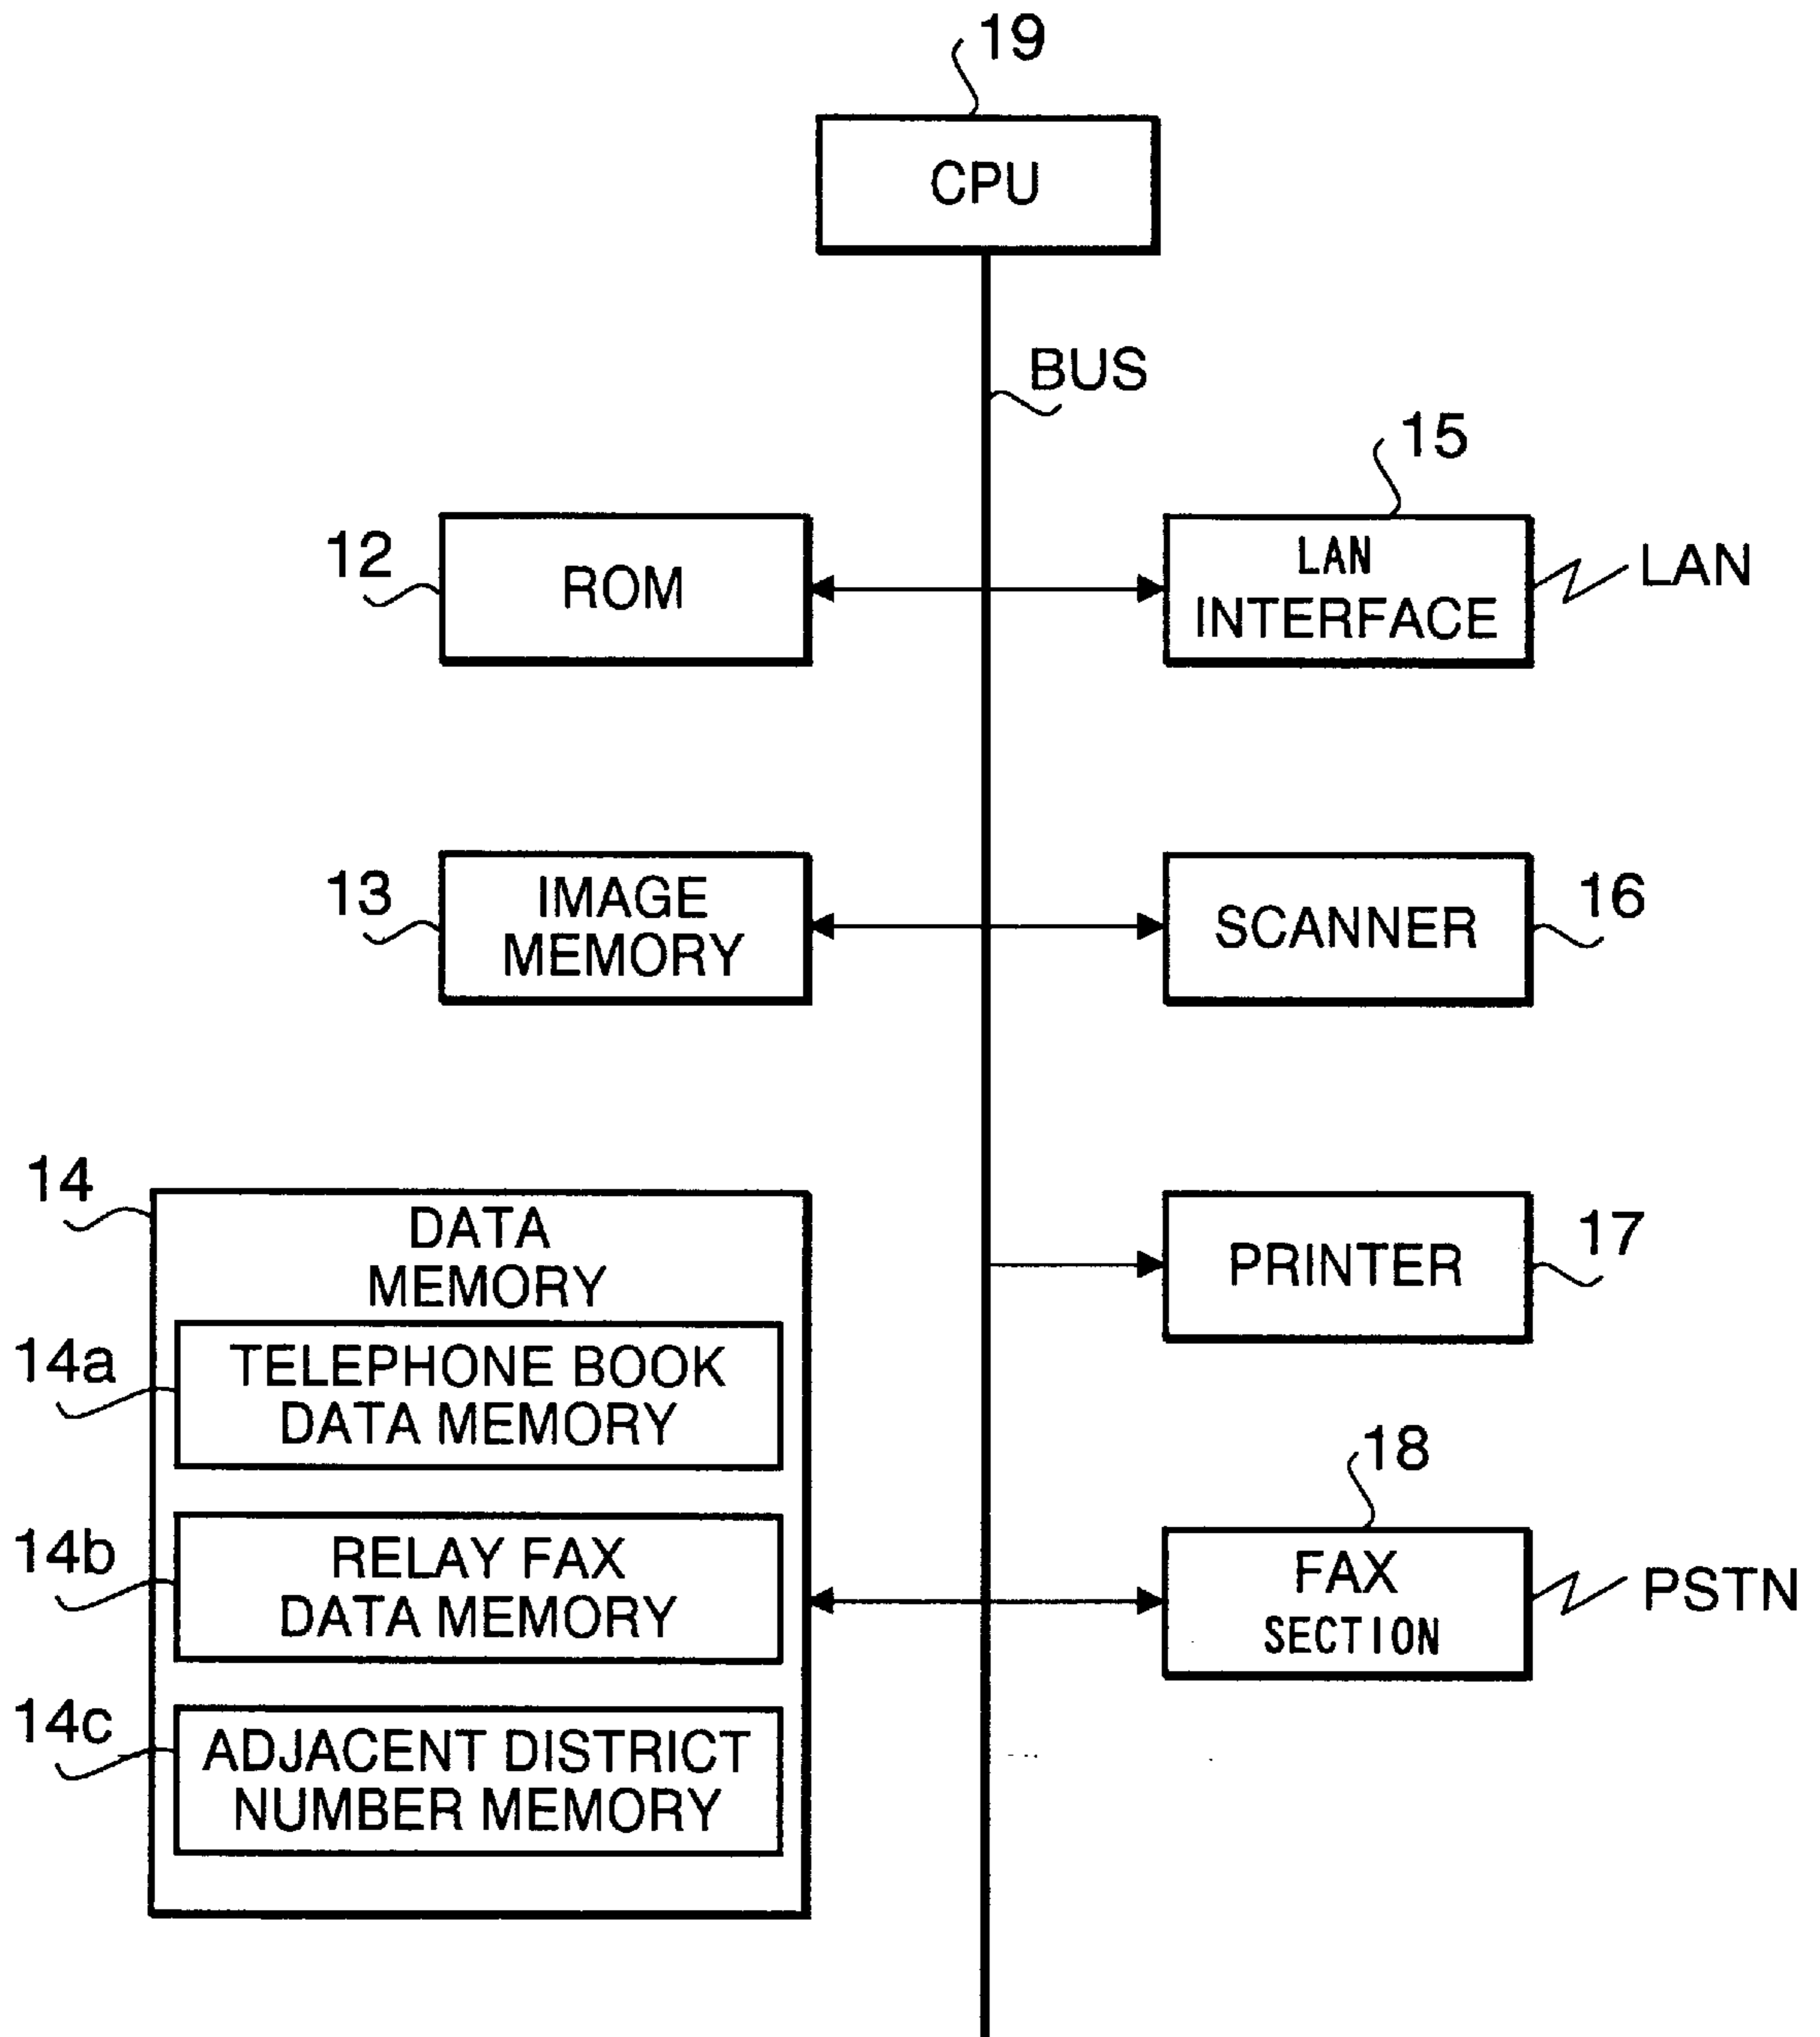 19
CPU
BUS
15
12
ROM
LAN
INTERFACE
LAN
13
IMAGE
MEMORY
SCANNER
16
14
DATA
MEMORY
PRINTER
17
14a
TELEPHONE BOOK
DATA MEMORY
18
14b
RELAY FAX
DATA MEMORY
FAX
SECTION
PSTN
14c
ADJACENT DISTRICT
NUMBER MEMORY